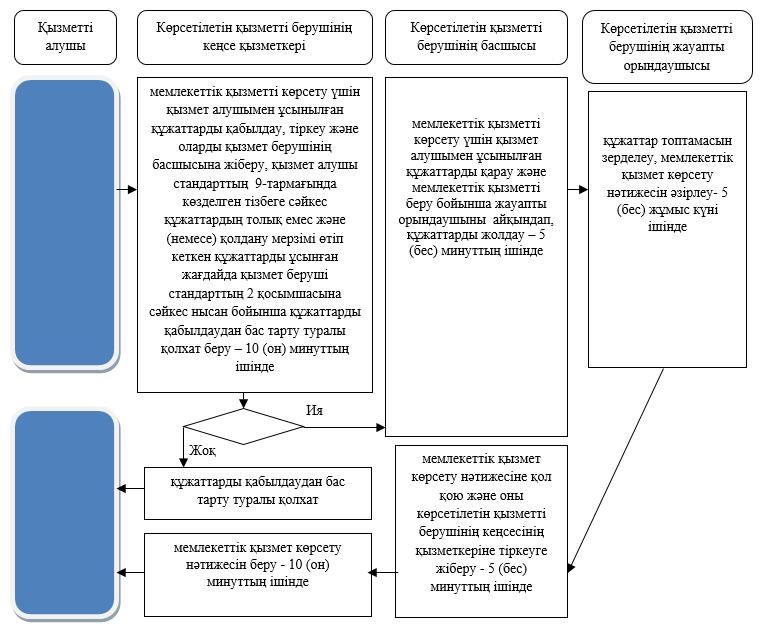 Қызметті
алушы
Көрсетілетін қызметті берушінің
кеңсе қызметкері
Көрсетілетін қызметті
берушінің басшысы
Көрсетілетін қызметті
берушінің жауапты
орындаушысы
мемлекеттік қызметті көрсету үшін
қызмет алушымен ұсынылған
құжаттарды қабылдау, тіркеу және
оларды қызмет берушінің
басшысына жіберу, қызмет алушы
стандарттың 9-тармағында
көзделген тізбеге сәйкес
құжаттардың толық емес және
(немесе) қолдану мерзімі өтіп
кеткен құжаттарды ұсынған
жағдайда қызмет беруші
стандарттың 2 қосымшасына
сәйкес нысан бойынша құжаттарды
қабылдаудан бас тарту туралы
қолхат беру – 10 (он) минуттың
ішінде
мемлекеттік қызметті
көрсету үшін қызмет
алушымен ұсынылған
құжаттарды қарау және
мемлекеттік қызметті
беру бойынша жауапты
орындаушыны айқындап,
құжаттарды жолдау – 5
(бес) минуттың ішінде
құжаттар топтамасын
зерделеу, мемлекеттік
қызмет көрсету
нәтижесін әзірлеу- 5
(бес) жұмыс күні
ішінде
Ия
Жоқ
құжаттарды қабылдаудан бас
тарту туралы қолхат
мемлекеттік қызмет
көрсету нәтижесіне қол
қою және оны
көрсетілетін қызметті
берушінің кеңсесінің
қызметкеріне тіркеуге
жіберу - 5 (бес)
минуттың ішінде
мемлекеттік қызмет көрсету
нәтижесін беру - 10 (он)
минуттың ішінде